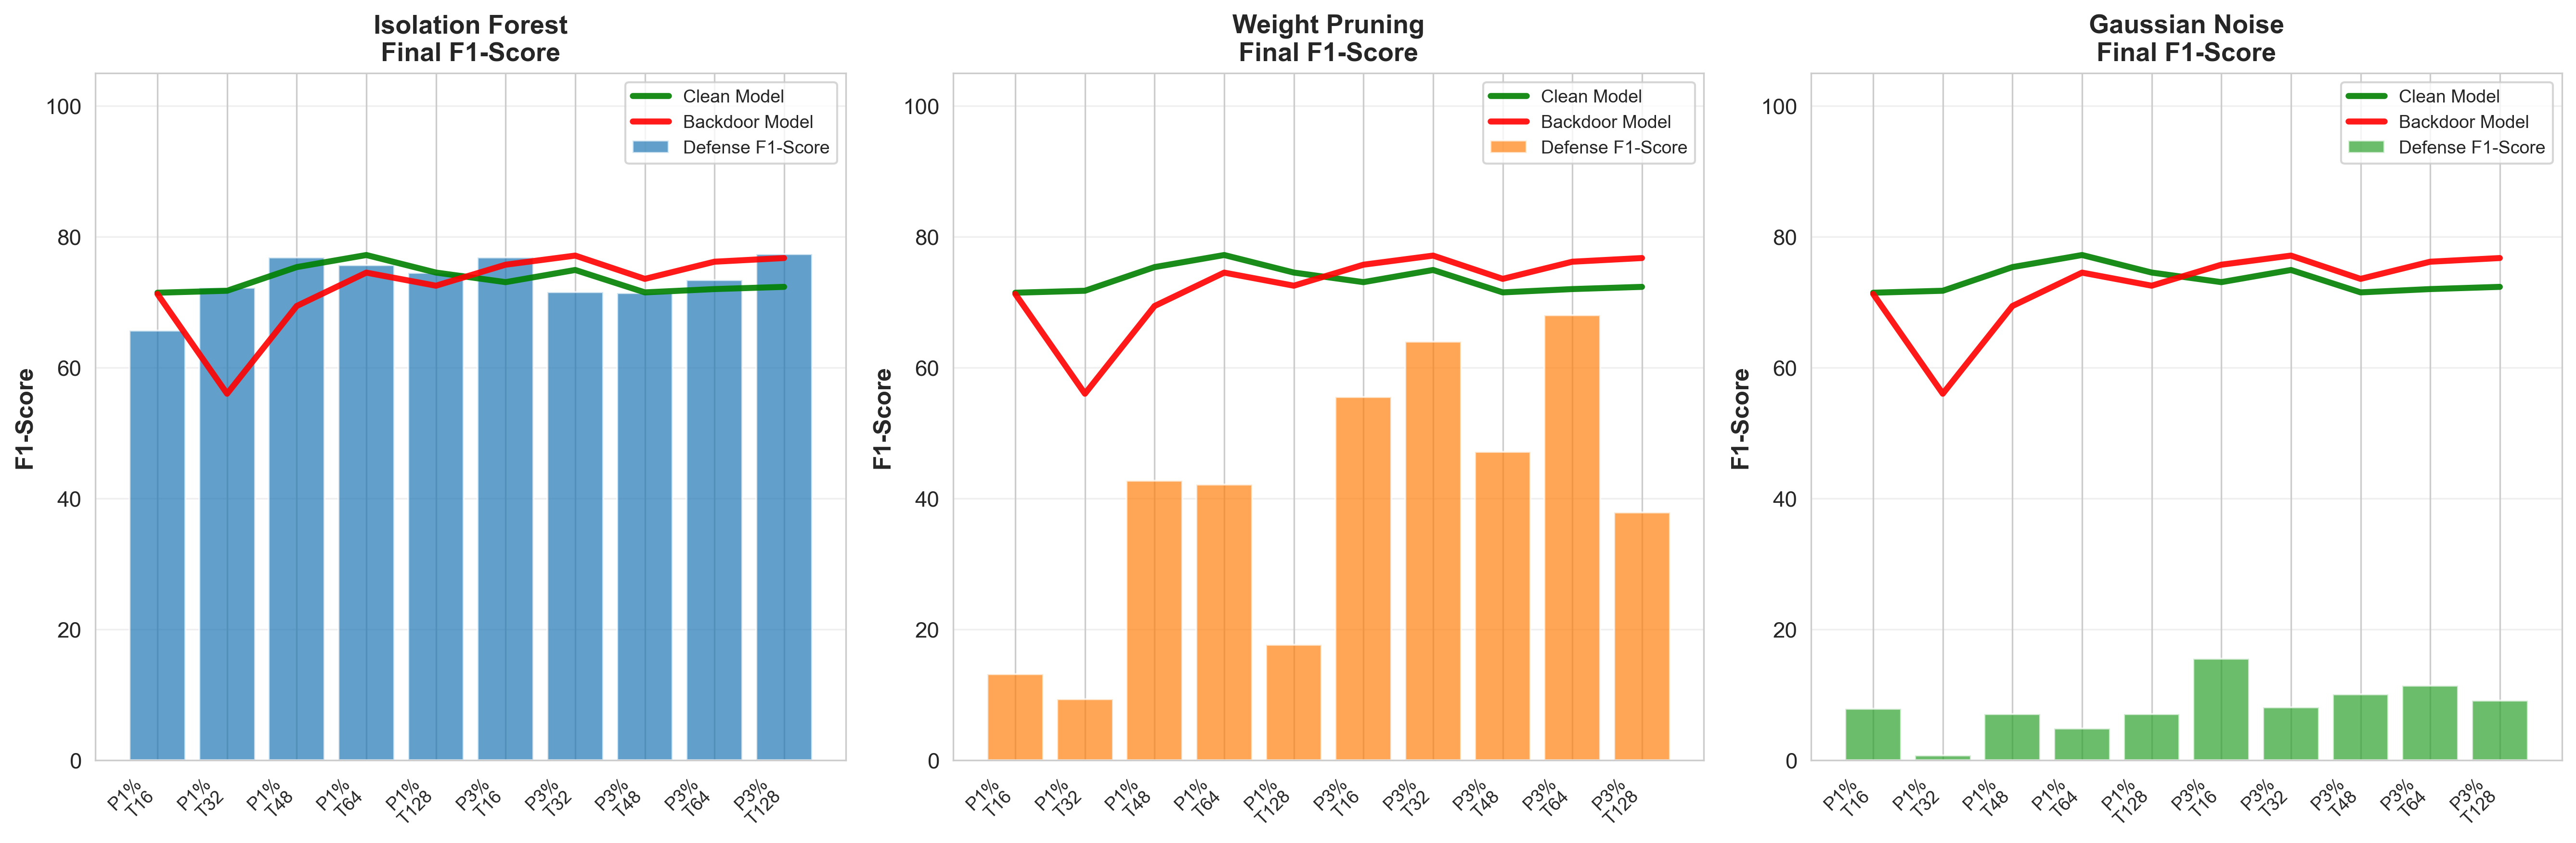 Isolation Forest
Final F1-Score
Clean Model
Backdoor Model
Defense F1-Score
F1-Score
100
80
60
40
20
0
P1%
T16
P1%
T32
P1%
T48
P1%
T64
P1%
T128
P3%
T16
P3%
T32
P3%
T48
P3%
T64
P3%
T128
Weight Pruning
Final F1-Score
Clean Model
Backdoor Model
Defense F1-Score
F1-Score
100
80
60
40
20
0
P1%
T16
P1%
T32
P1%
T48
P1%
T64
P1%
T128
P3%
T16
P3%
T32
P3%
T48
P3%
T64
P3%
T128
Gaussian Noise
Final F1-Score
Clean Model
Backdoor Model
Defense F1-Score
F1-Score
100
80
60
40
20
0
P1%
T16
P1%
T32
P1%
T48
P1%
T64
P1%
T128
P3%
T16
P3%
T32
P3%
T48
P3%
T64
P3%
T128